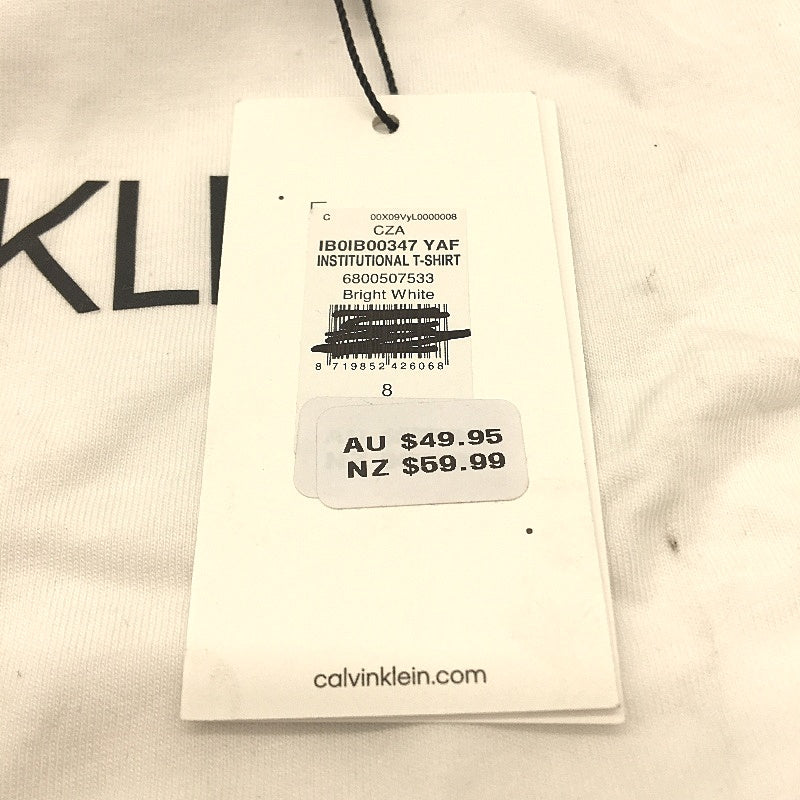 KL
C 00X09VyL0000008
CZA
IB0IB00347 YAF
INSTITUTIONAL T-SHIRT
6800507533
Bright White
8 719852 426068
8
AU $49.95
NZ $59.99
calvinklein.com